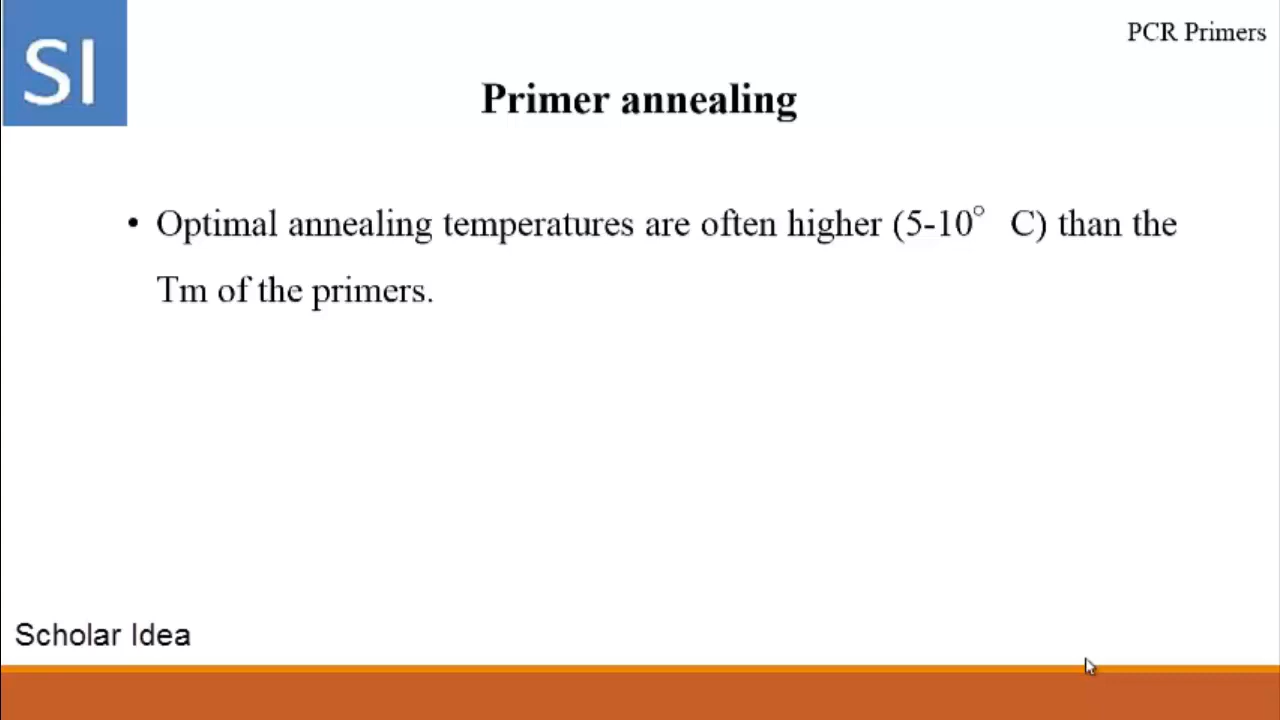 SI
PCR Primers
Primer annealing
• Optimal annealing temperatures are often higher (5-10° C) than the
Tm of the primers.
Scholar Idea